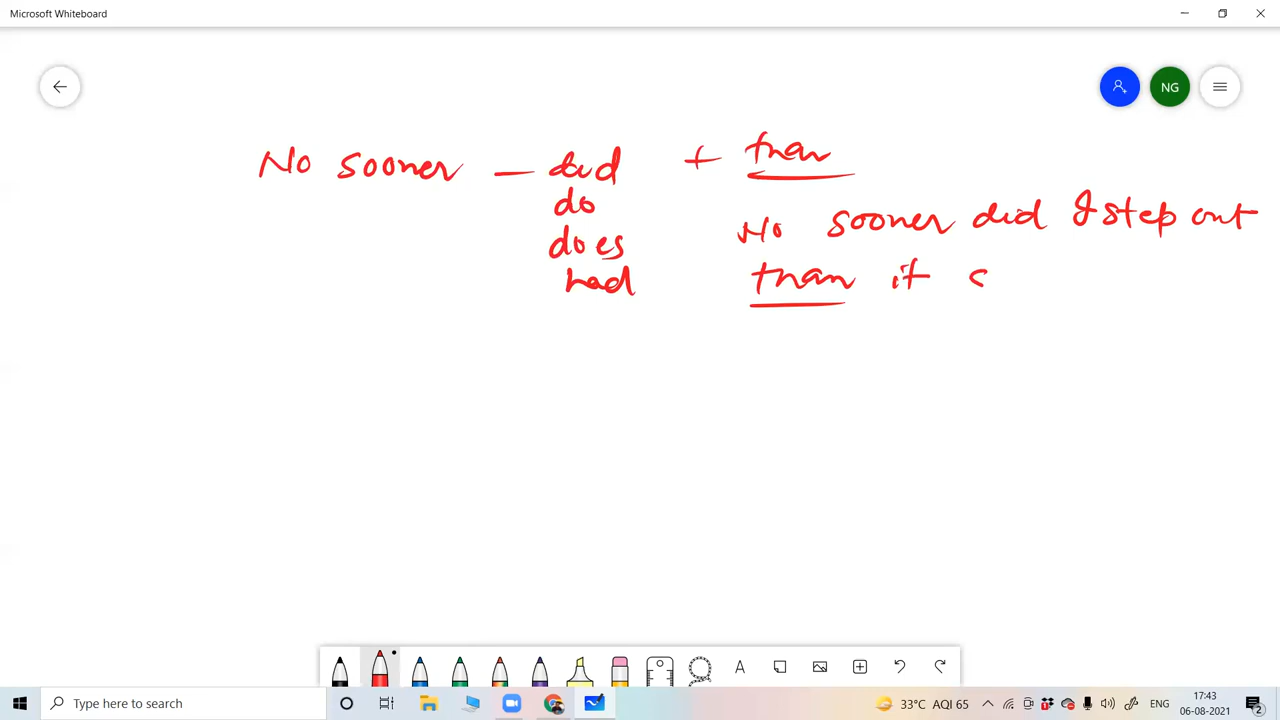 Microsoft Whiteboard
NG
No sooner — did + than
do
does
had
No sooner did I step out
than it s
A
Type here to search
33°C AQI 65
ENG
17:43
06-08-2021
2